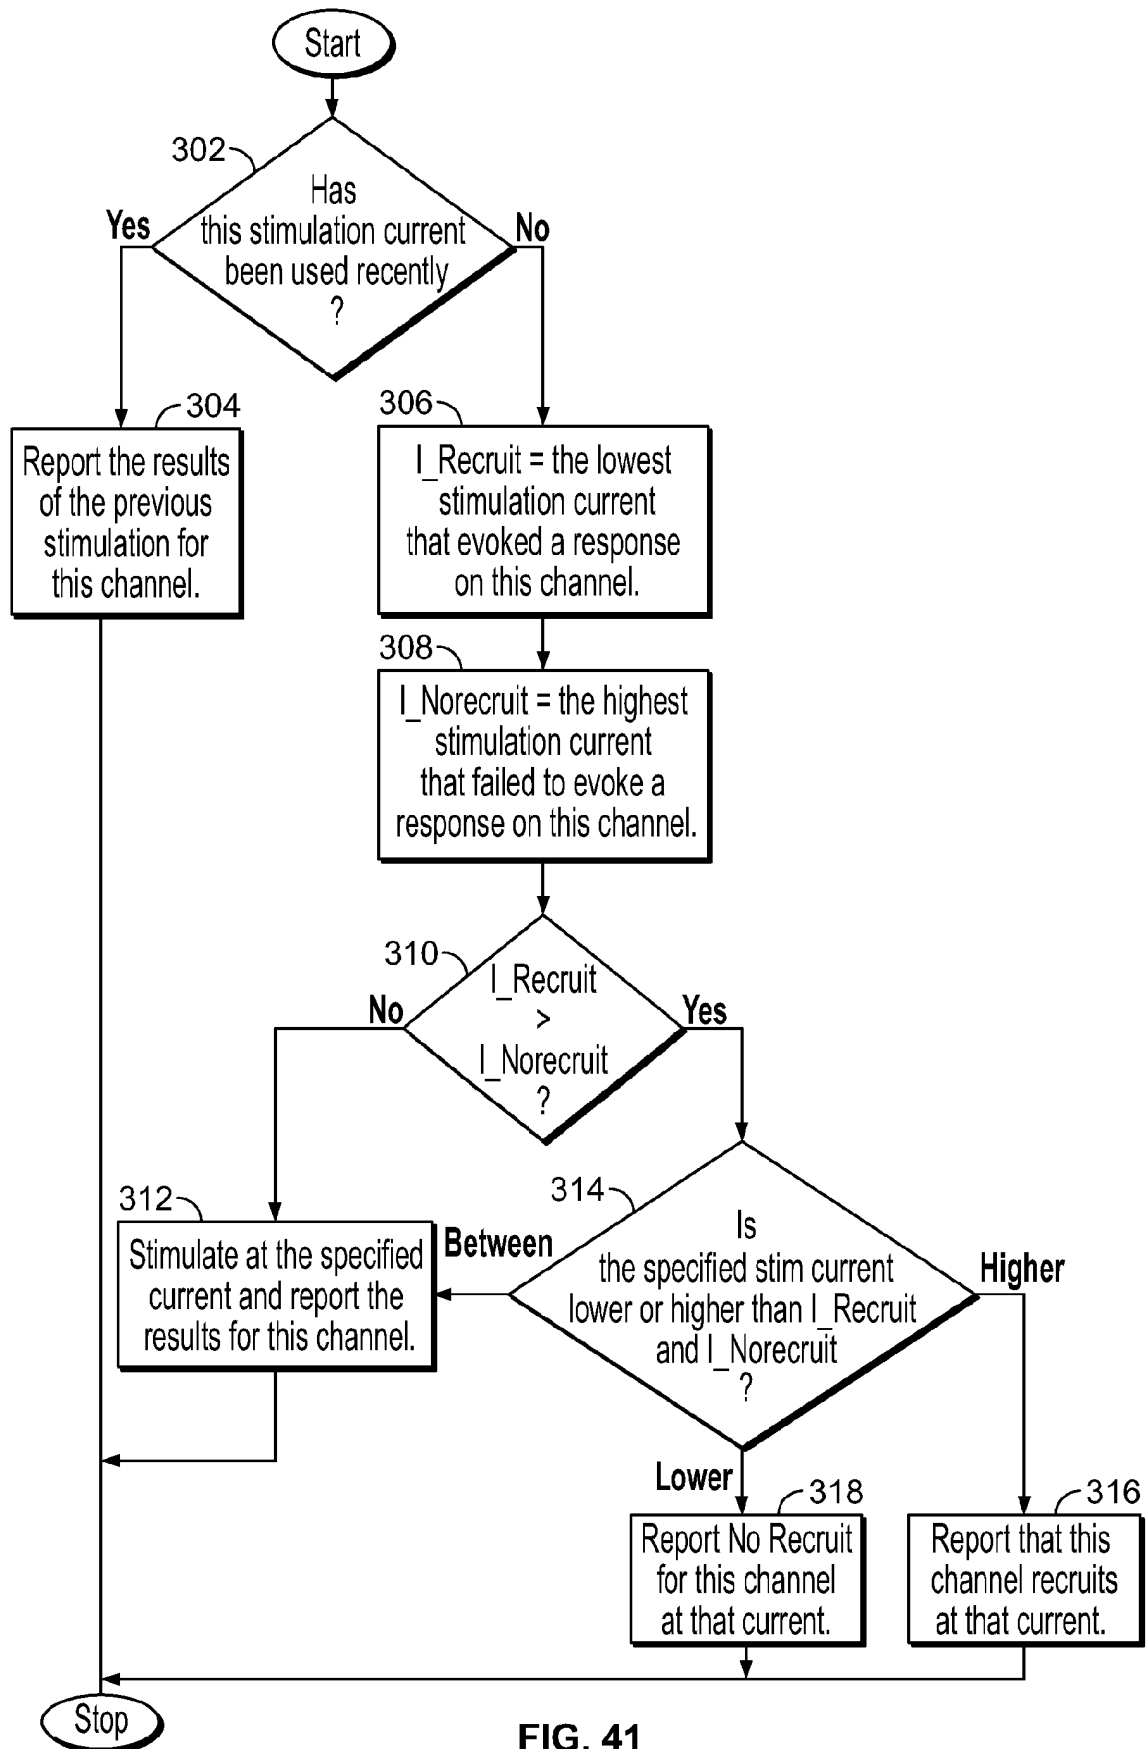 Start
302
Has
this stimulation current
been used recently
?
Yes
No
304
Report the results
of the previous
stimulation for
this channel.
306
I_Recruit = the lowest
stimulation current
that evoked a response
on this channel.
308
I_Norecruit = the highest
stimulation current
that failed to evoke a
response on this channel.
310
I_Recruit
>
I_Norecruit
?
No
Yes
312
Stimulate at the specified
current and report the
results for this channel.
314
Is
the specified stim current
lower or higher than I_Recruit
and I_Norecruit
?
Between
Higher
Lower
318
Report No Recruit
for this channel
at that current.
316
Report that this
channel recruits
at that current.
Stop
FIG. 41